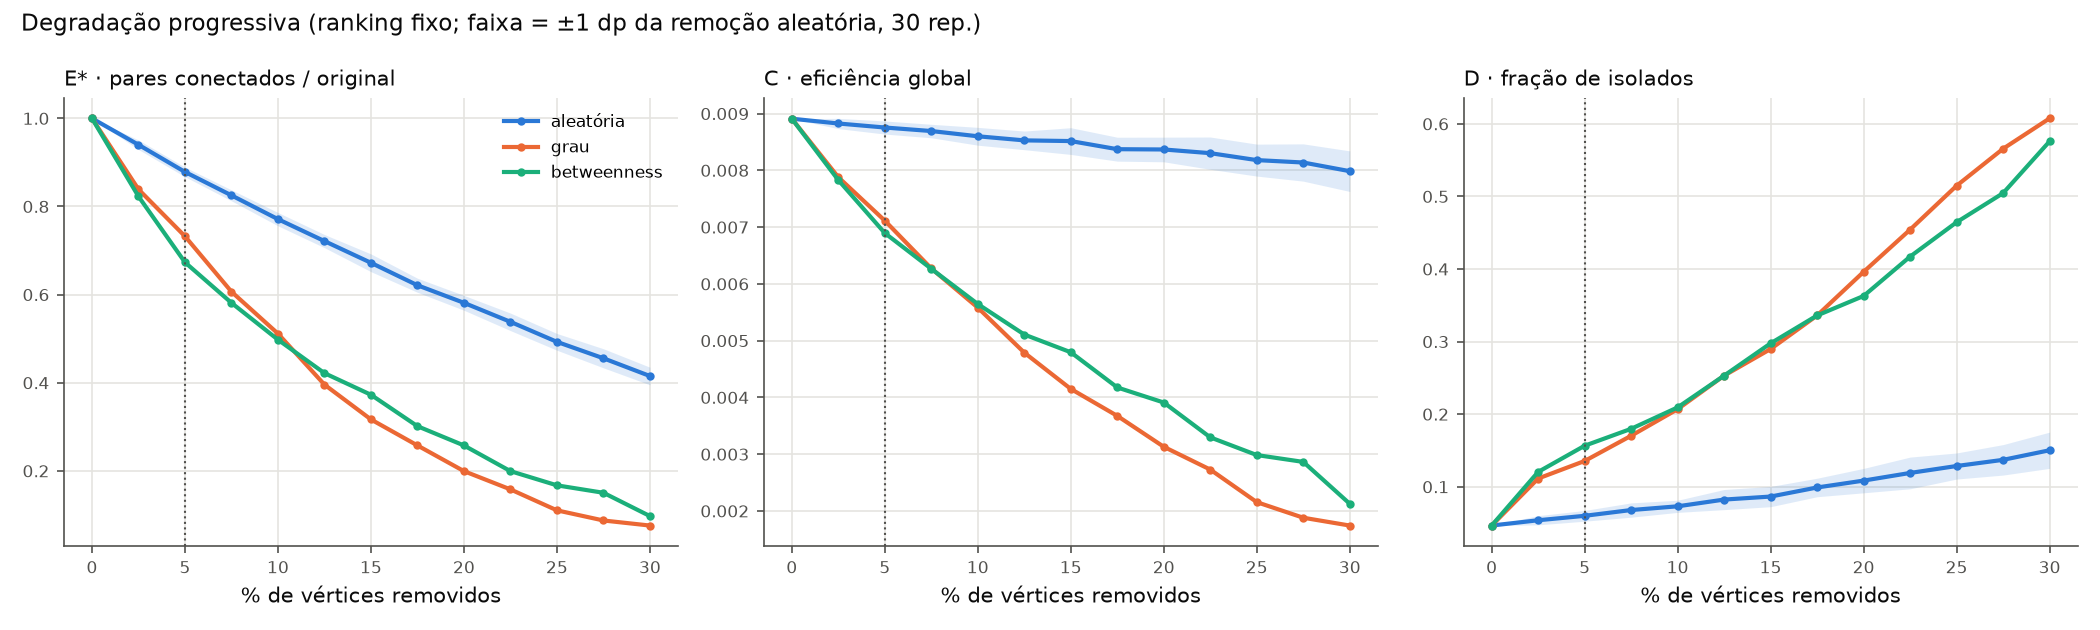 Degradação progressiva (ranking fixo; faixa = ±1 dp da remoção aleatória, 30 rep.)
E* · pares conectados / original
1.0
0.8
0.6
0.4
0.2
aleatória
grau
betweenness
0 5 10 15 20 25 30
% de vértices removidos
C · eficiência global
0.009
0.008
0.007
0.006
0.005
0.004
0.003
0.002
0 5 10 15 20 25 30
% de vértices removidos
D · fração de isolados
0.6
0.5
0.4
0.3
0.2
0.1
0 5 10 15 20 25 30
% de vértices removidos